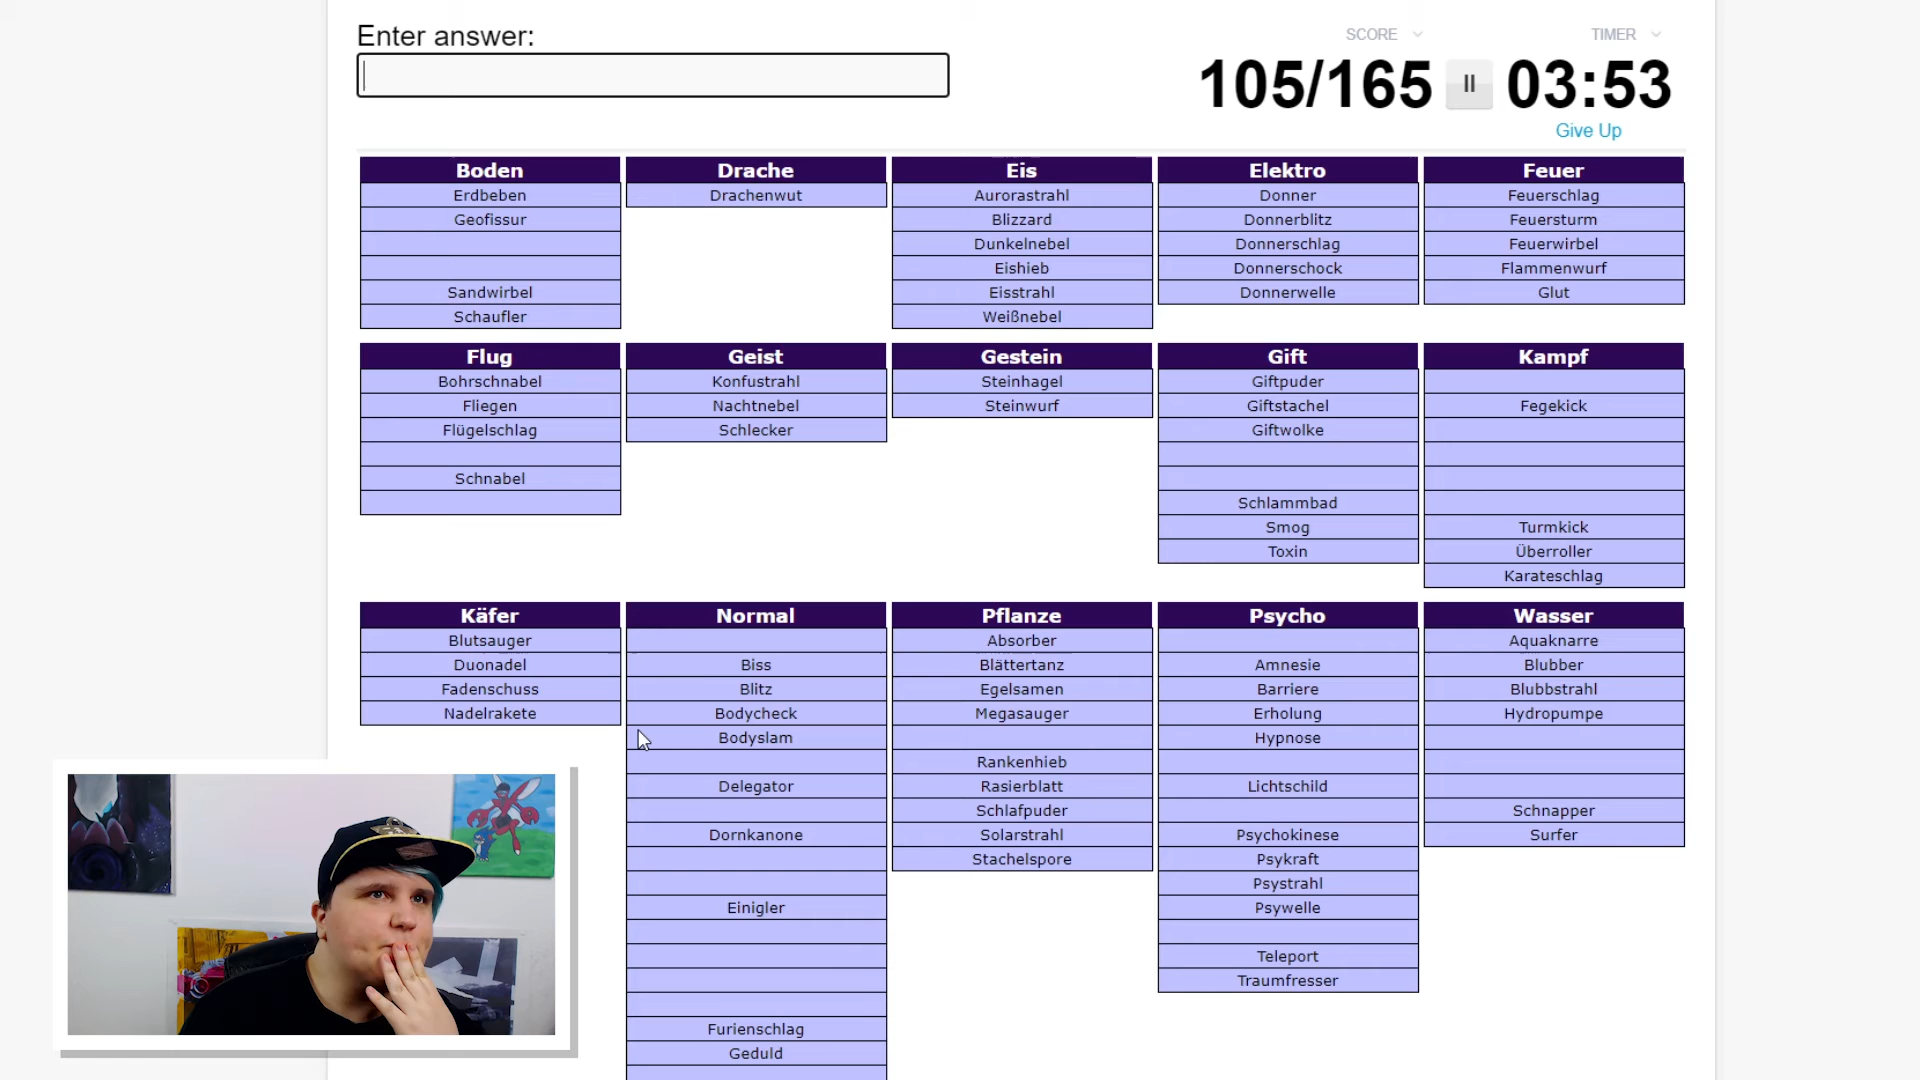 Enter answer:
SCORE
TIMER
105/165
03:53
Give Up
Boden
Erdbeben
Geofissur
Sandwirbel
Schaufler
Drache
Drachenwut
Eis
Aurorastrahl
Blizzard
Dunkelnebel
Eishieb
Eisstrahl
Weißnebel
Elektro
Donner
Donnerblitz
Donnerschlag
Donnerschock
Donnerwelle
Feuer
Feuerschlag
Feuersturm
Feuerwirbel
Flammenwurf
Glut
Flug
Bohrschnabel
Fliegen
Flügelschlag
Schnabel
Geist
Konfustrahl
Nachtnebel
Schlecker
Gestein
Steinhagel
Steinwurf
Gift
Giftpuder
Giftstachel
Giftwolke
Schlammbad
Smog
Toxin
Kampf
Fegekick
Turmkick
Überroller
Karateschlag
Käfer
Blutsauger
Duonadel
Fadenschuss
Nadelrakete
Normal
Biss
Blitz
Bodycheck
Bodyslam
Delegator
Dornkanone
Einigler
Furienschlag
Geduld
Pflanze
Absorber
Blättertanz
Egelsamen
Megasauger
Rankenhieb
Rasierblatt
Schlafpuder
Solarstrahl
Stachelspore
Psycho
Amnesie
Barriere
Erholung
Hypnose
Lichtschild
Psychokinese
Psykraft
Psystrahl
Psywelle
Teleport
Traumfresser
Wasser
Aquaknarre
Blubber
Blubbstrahl
Hydropumpe
Schnapper
Surfer